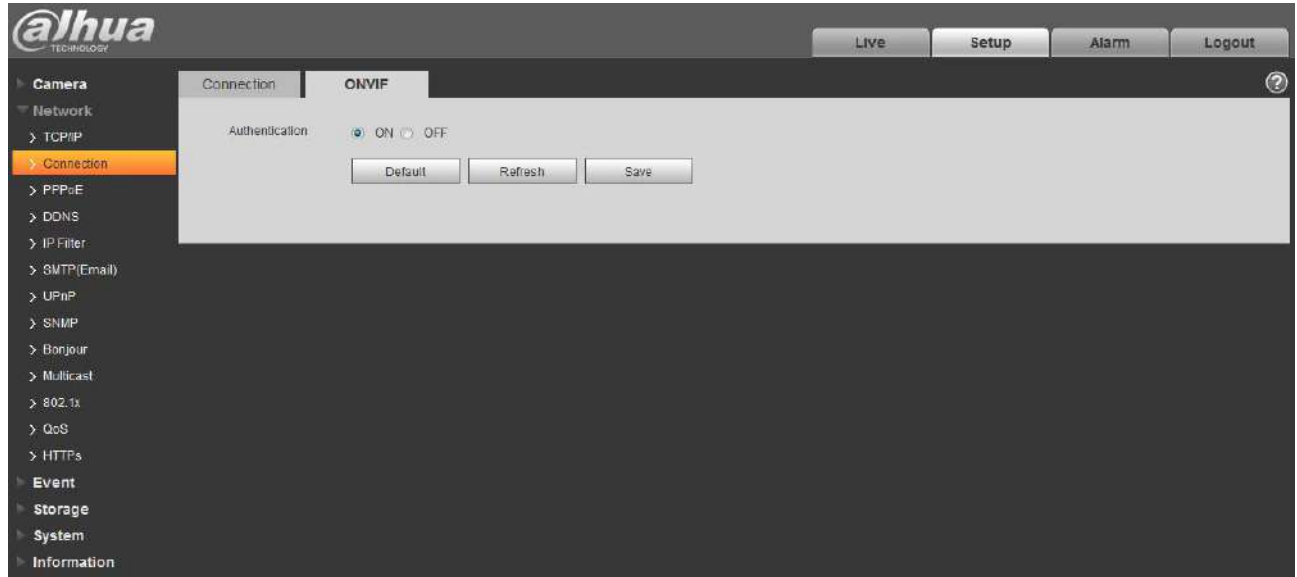 alhua
TECHNOLOGY
Live Setup Alarm Logout
Camera
Network
TCP/IP
Connection
PPPoE
DDNS
IP Filter
SMTP(Email)
UPnP
SNMP
Bonjour
Multicast
802.1x
QoS
HTTPs
Event
Storage
System
Information
Connection ONVIF
?
Authentication ON OFF
Default Refresh Save